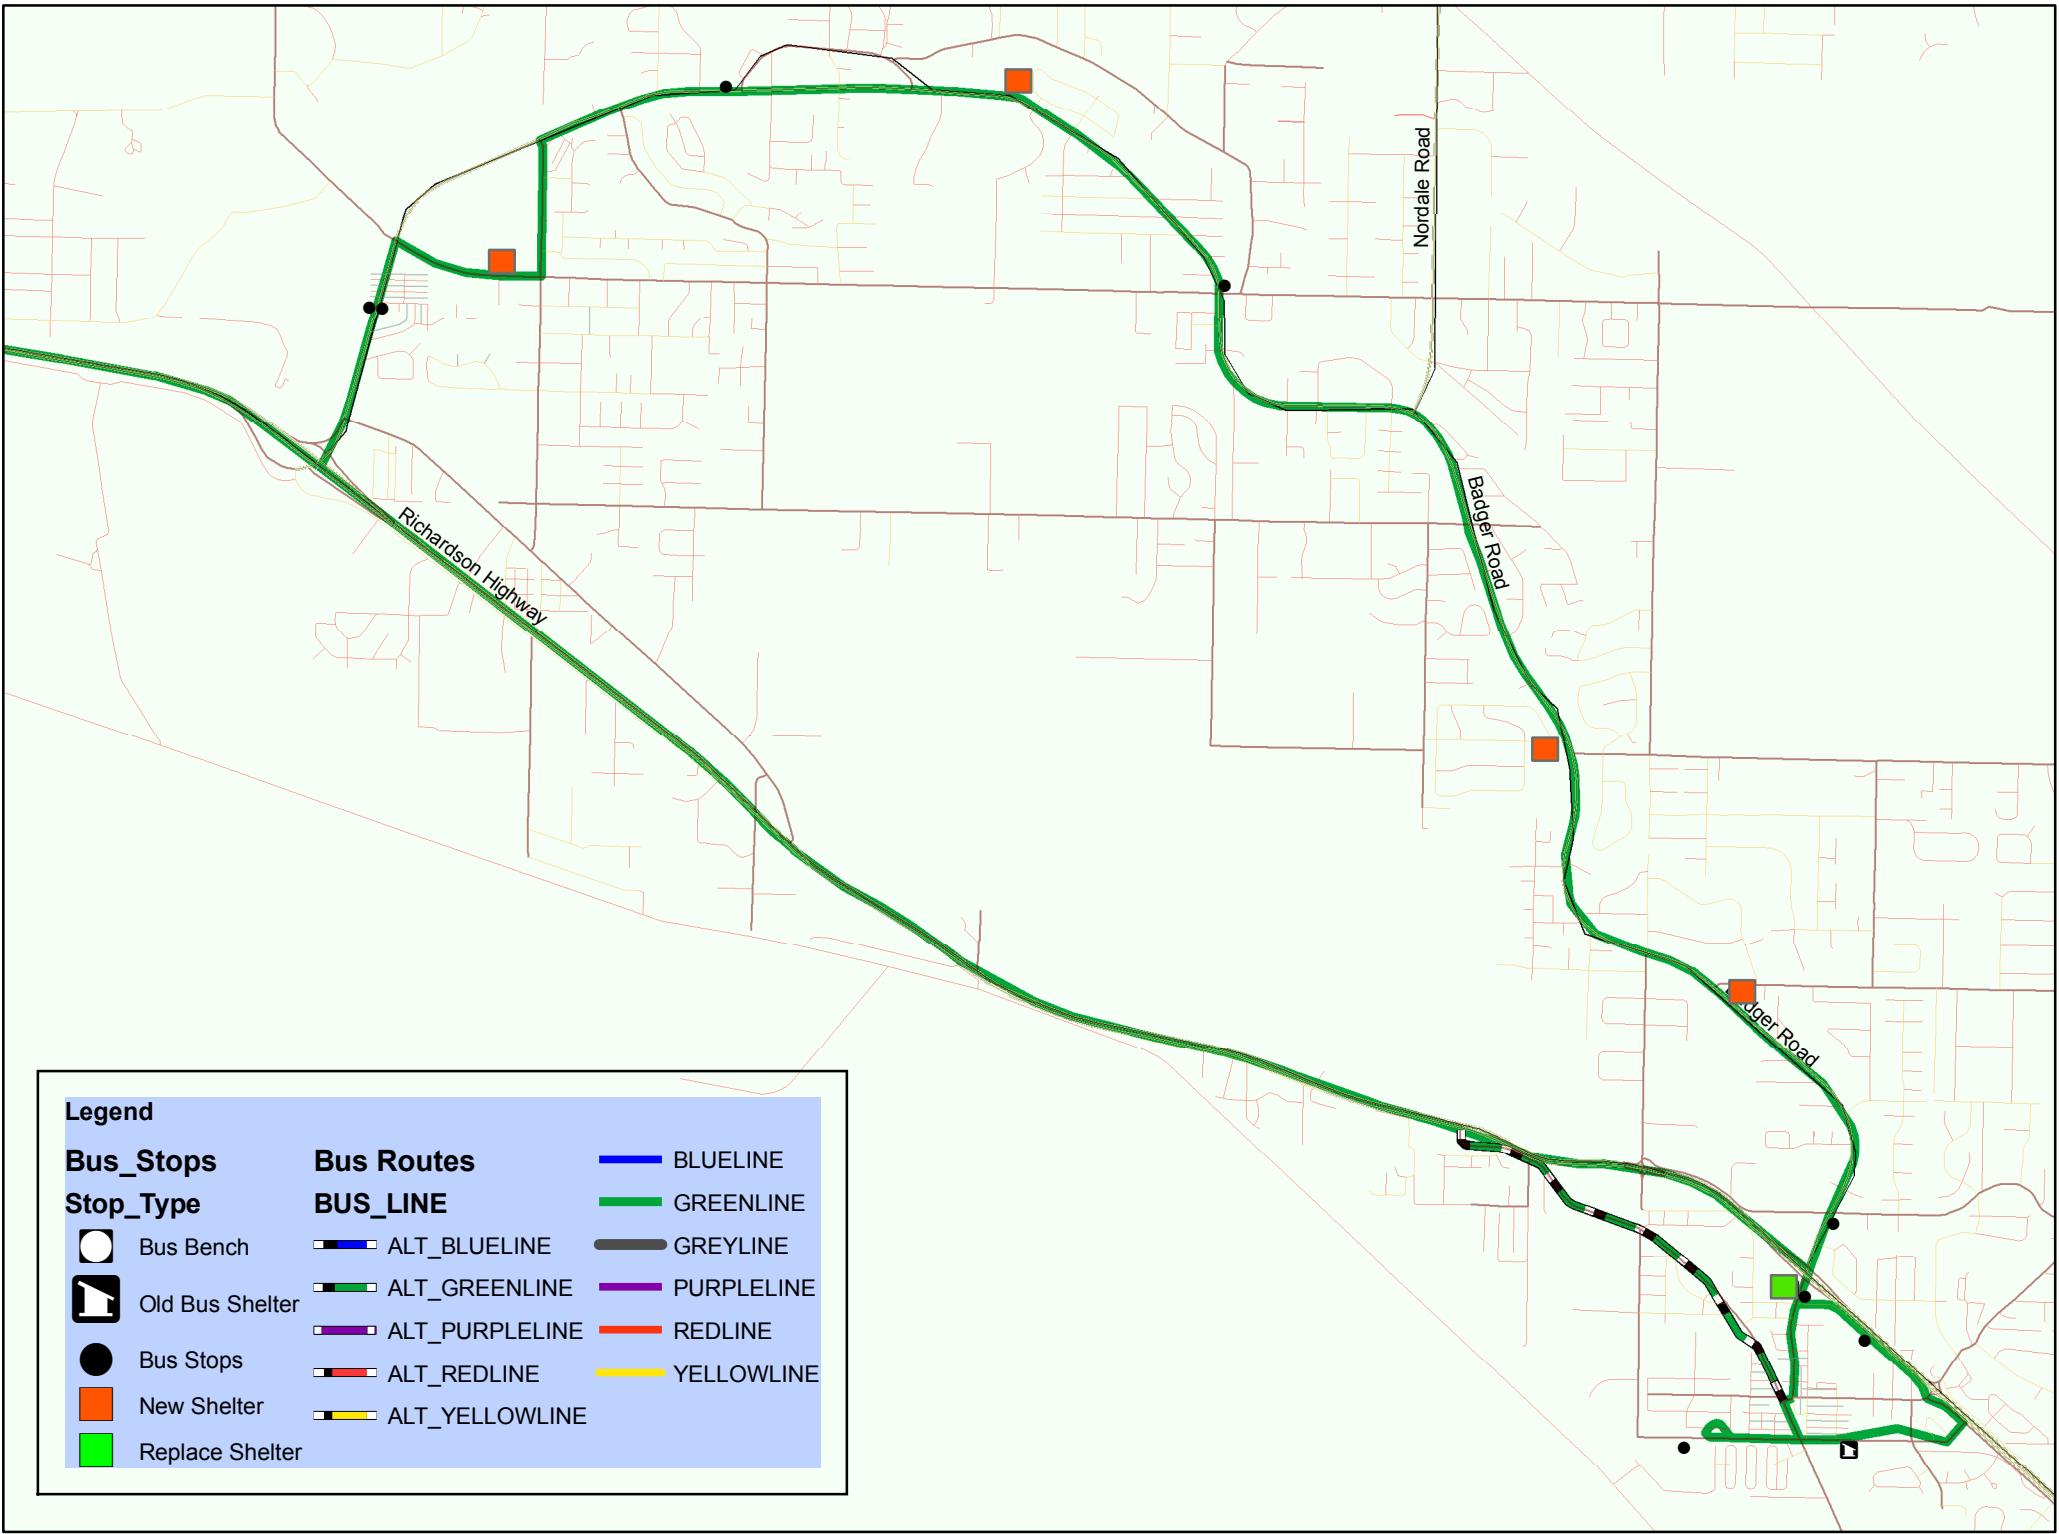 Nordale Road
Badger Road
Richardson Highway
dger Road
Legend
Bus_Stops
Stop_Type
Bus Bench
Old Bus Shelter
Bus Stops
New Shelter
Replace Shelter
Bus Routes
BUS_LINE
ALT_BLUELINE
ALT_GREENLINE
ALT_PURPLELINE
ALT_REDLINE
ALT_YELLOWLINE
BLUELINE
GREENLINE
GREYLINE
PURPLELINE
REDLINE
YELLOWLINE